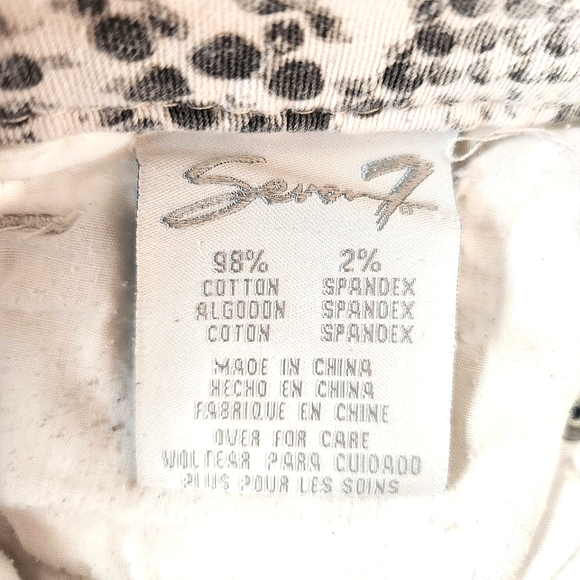 Seven7
98% 2%
COTTON SPANDEX
ALGODON SPANDEX
COTON SPANDEX
MADE IN CHINA
HECHO EN CHINA
FABRIQUE EN CHINE
OVER FOR CARE
VOLTEAR PARA CUIDADO
PLUS POUR LES SOINS